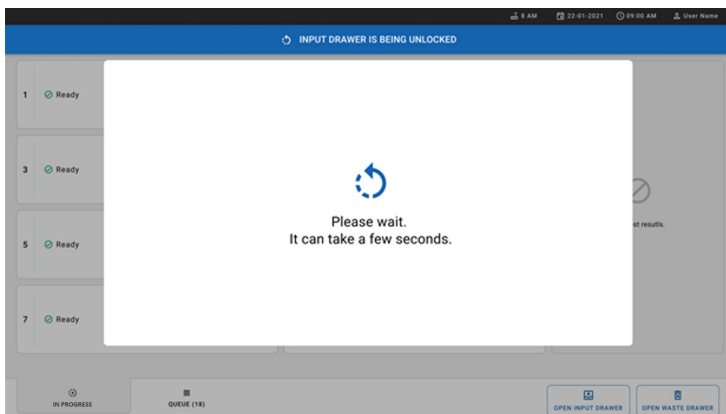 8 AM 22-01-2021 09:00 AM User Name
INPUT DRAWER IS BEING UNLOCKED
1 Ready
3 Ready
5 Ready
7 Ready
Please wait.
It can take a few seconds.
st resutls.
IN PROGRESS
QUEUE (18)
OPEN INPUT DRAWER
OPEN WASTE DRAWER